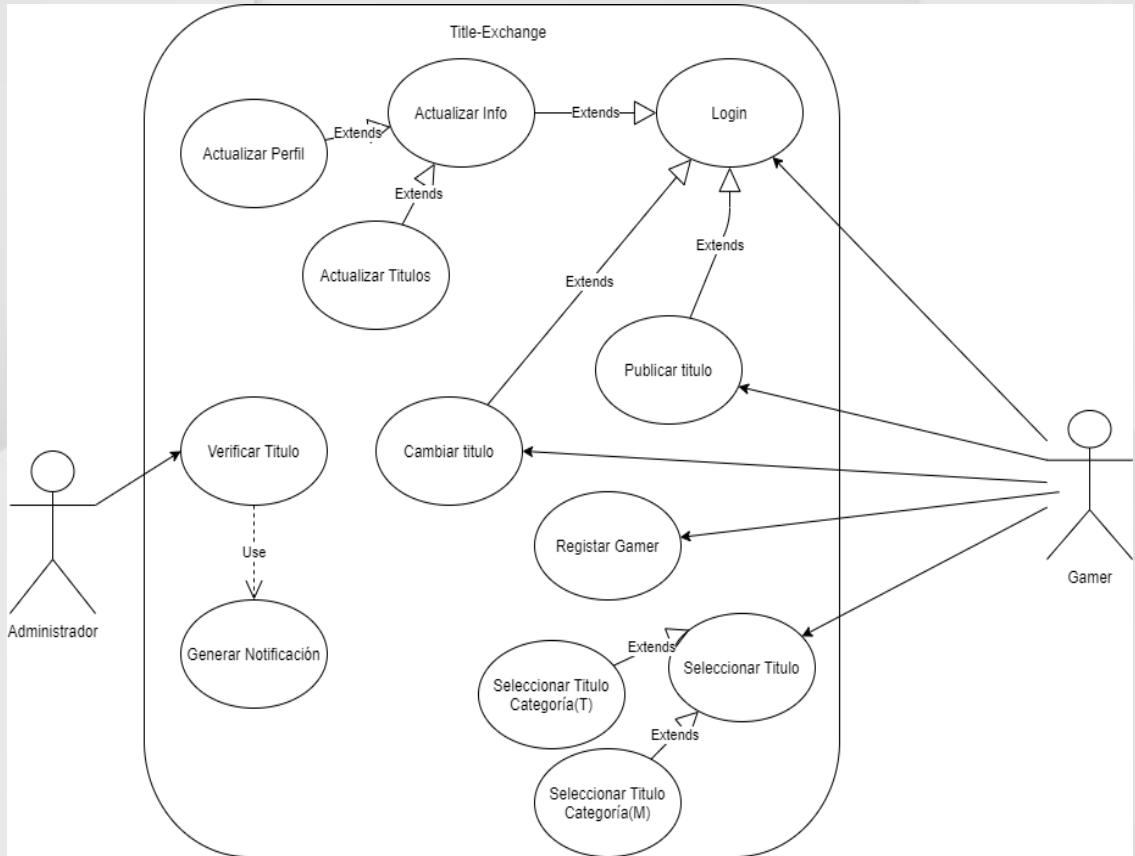 Title-Exchange
Actualizar Info
Extends
Login
Extends
Actualizar Perfil
Extends
Actualizar Titulos
Extends
Extends
Publicar titulo
Verificar Titulo
Cambiar titulo
Use
Registar Gamer
Gamer
Administrador
Generar Notificación
Extends
Seleccionar Titulo
Seleccionar Titulo
Categoría(T)
Extends
Seleccionar Titulo
Categoría(M)